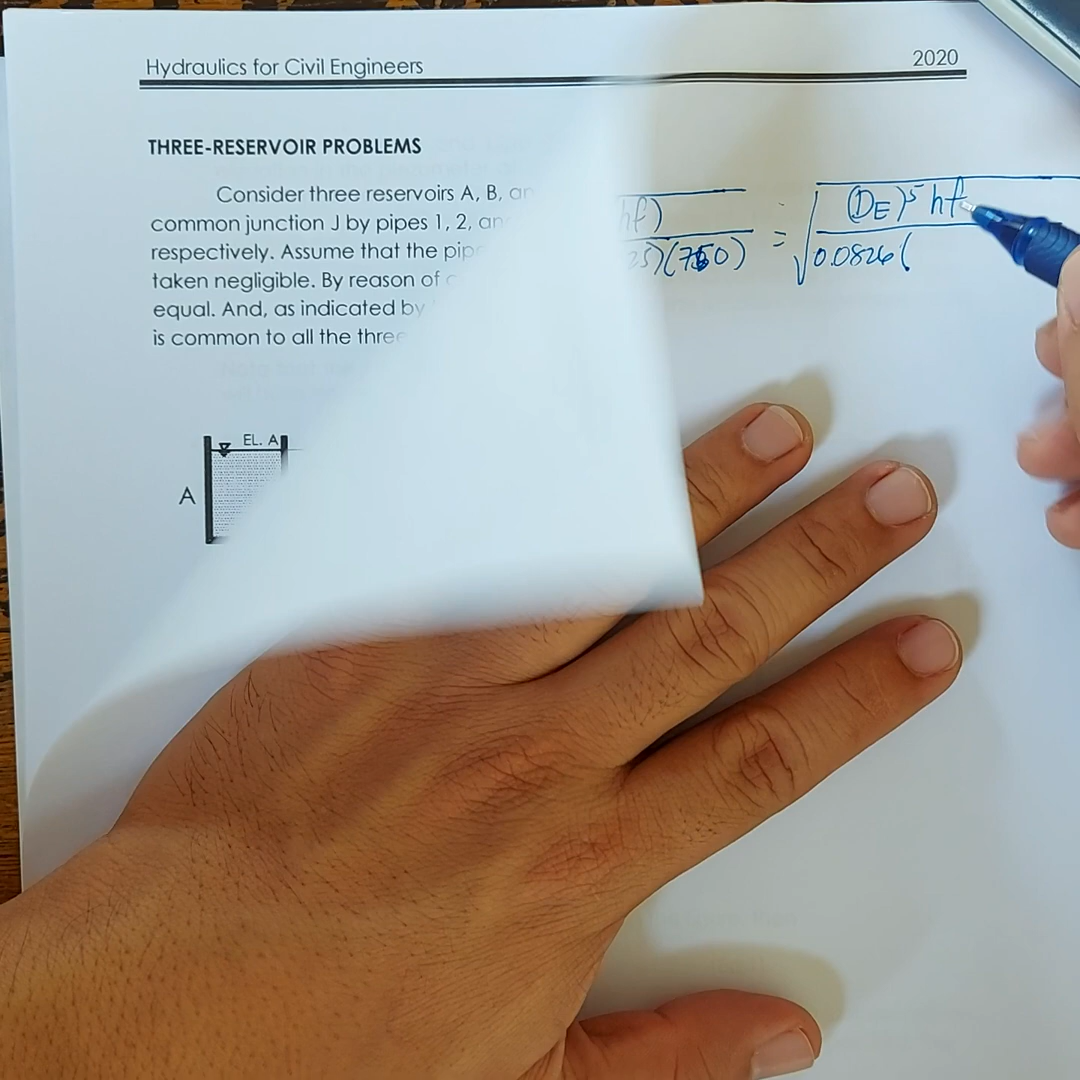 Hydraulics for Civil Engineers 2020
THREE-RESERVOIR PROBLEMS
Consider three reservoirs A, B, an
common junction J by pipes 1, 2, an
respectively. Assume that the pip
taken negligible. By reason of
equal. And, as indicated by
is common to all the three
EL. A
A
hf)
25)(750)
= √
(DE)⁵ hf
0.0826(